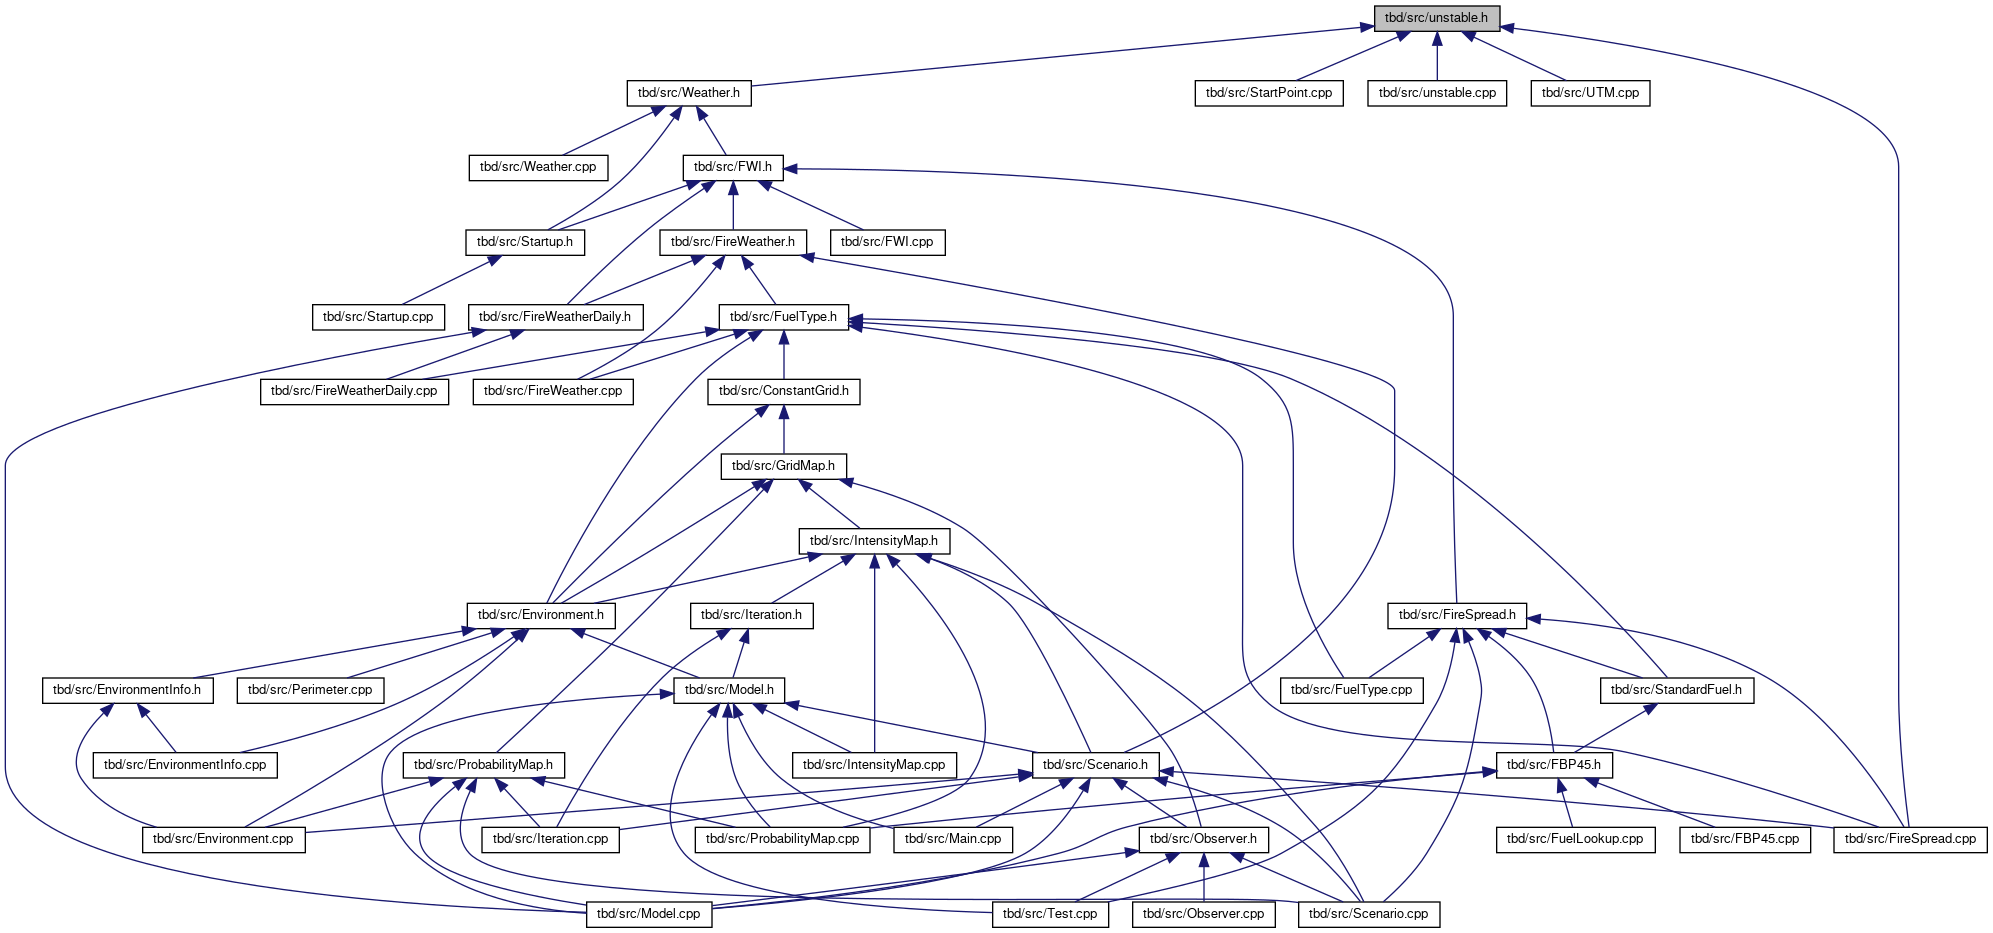 tbd/src/unstable.h
tbd/src/Weather.h
tbd/src/StartPoint.cpp
tbd/src/unstable.cpp
tbd/src/UTM.cpp
tbd/src/Weather.cpp
tbd/src/FWI.h
tbd/src/Startup.h
tbd/src/FireWeather.h
tbd/src/FWI.cpp
tbd/src/Startup.cpp
tbd/src/FireWeatherDaily.h
tbd/src/FuelType.h
tbd/src/FireWeatherDaily.cpp
tbd/src/FireWeather.cpp
tbd/src/ConstantGrid.h
tbd/src/GridMap.h
tbd/src/IntensityMap.h
tbd/src/Environment.h
tbd/src/Iteration.h
tbd/src/FireSpread.h
tbd/src/EnvironmentInfo.h
tbd/src/Perimeter.cpp
tbd/src/Model.h
tbd/src/FuelType.cpp
tbd/src/StandardFuel.h
tbd/src/EnvironmentInfo.cpp
tbd/src/ProbabilityMap.h
tbd/src/IntensityMap.cpp
tbd/src/Scenario.h
tbd/src/FBP45.h
tbd/src/Environment.cpp
tbd/src/Iteration.cpp
tbd/src/ProbabilityMap.cpp
tbd/src/Main.cpp
tbd/src/Observer.h
tbd/src/FuelLookup.cpp
tbd/src/FBP45.cpp
tbd/src/FireSpread.cpp
tbd/src/Model.cpp
tbd/src/Test.cpp
tbd/src/Observer.cpp
tbd/src/Scenario.cpp